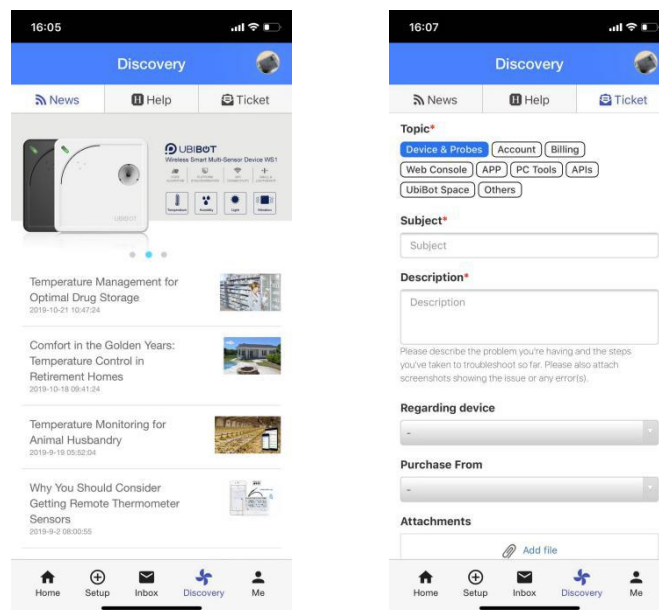 16:05
Discovery
News
Help
Ticket
UBIBOT
Wireless Smart Multi-Sensor Device WS1
Temperature
Humidity
Light
Vibration
UBIBOT
Temperature Management for
Optimal Drug Storage
2019-10-21 10:47:24
Comfort in the Golden Years:
Temperature Control in
Retirement Homes
2019-10-18 09:41:24
Temperature Monitoring for
Animal Husbandry
2019-9-19 05:52:04
Why You Should Consider
Getting Remote Thermometer
Sensors
2019-9-2 08:00:55
Home Setup Inbox Discovery Me
16:07
Discovery
News
H Help
Ticket
Topic*
Device & Probes Account Billing
Web Console APP PC Tools APIs
UbiBot Space Others
Subject*
Subject
Description*
Description
Please describe the problem you're having and the steps
you've taken to troubleshoot so far. Please also attach
screenshots showing the issue or any error(s).
Regarding device
-
Purchase From
-
Attachments
Add file
Home Setup Inbox Discovery Me